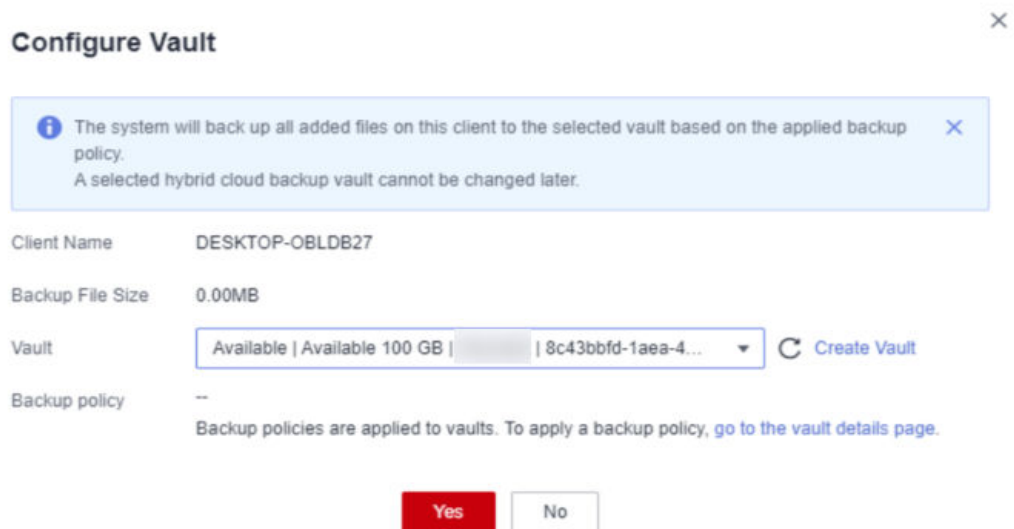 Configure Vault
The system will back up all added files on this client to the selected vault based on the applied backup
policy.
A selected hybrid cloud backup vault cannot be changed later.
Client Name DESKTOP-OBLDB27
Backup File Size 0.00MB
Vault Available | Available 100 GB | | 8c43bbfd-1aea-4... Create Vault
Backup policy --
Backup policies are applied to vaults. To apply a backup policy, go to the vault details page.
Yes No